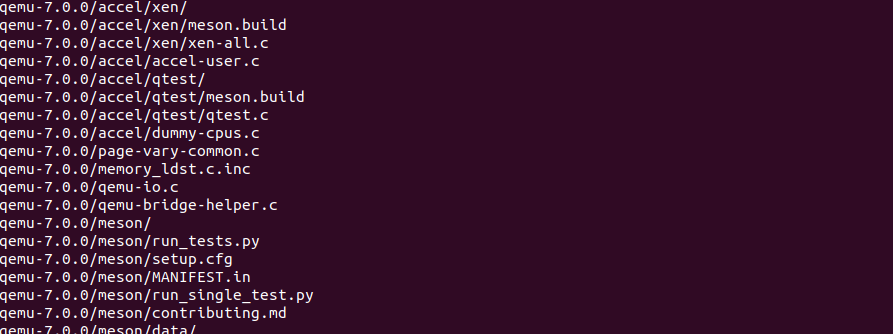 qemu-7.0.0/accel/xen/
qemu-7.0.0/accel/xen/meson.build
qemu-7.0.0/accel/xen/xen-all.c
qemu-7.0.0/accel/accel-user.c
qemu-7.0.0/accel/qtest/
qemu-7.0.0/accel/qtest/meson.build
qemu-7.0.0/accel/qtest/qtest.c
qemu-7.0.0/accel/dummy-cpus.c
qemu-7.0.0/page-vary-common.c
qemu-7.0.0/memory_ldst.c.inc
qemu-7.0.0/qemu-io.c
qemu-7.0.0/qemu-bridge-helper.c
qemu-7.0.0/meson/
qemu-7.0.0/meson/run_tests.py
qemu-7.0.0/meson/setup.cfg
qemu-7.0.0/meson/MANIFEST.in
qemu-7.0.0/meson/run_single_test.py
qemu-7.0.0/meson/contributing.md
qemu-7.0.0/meson/data/